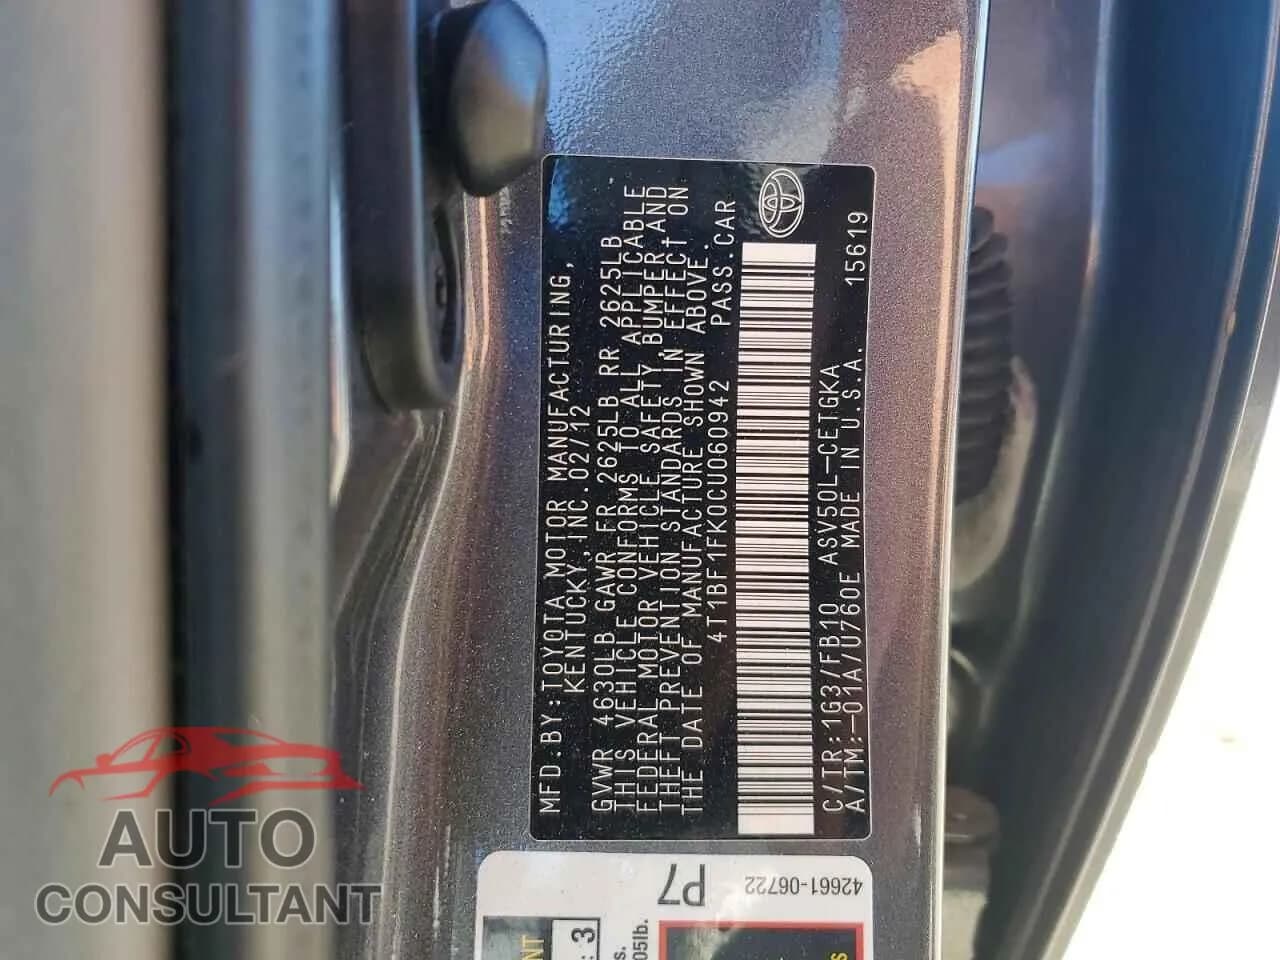 MFD.BY:TOYOTA MOTOR MANUFACTURING,
KENTUCKY,INC.02/12
GVWR 4630LB GAWR FR 2625LB RR 2625LB
THIS VEHICLE CONFORMS TO ALL APPLICABLE
FEDERAL MOTOR VEHICLE SAFETY,BUMPER,AND
THEFT PREVENTION STANDARDS IN EFFECT ON
THE DATE OF MANUFACTURE SHOWN ABOVE.
4T1BF1FK0CU060942 PASS.CAR
C/TR:1G3/FB10 ASV50L-CETGKA
A/TM:-01A/U760E MADE IN U.S.A. 15619
42661-06722
P7
05lb.
s.
: 3
NT
S
AUTO
CONSULTANT